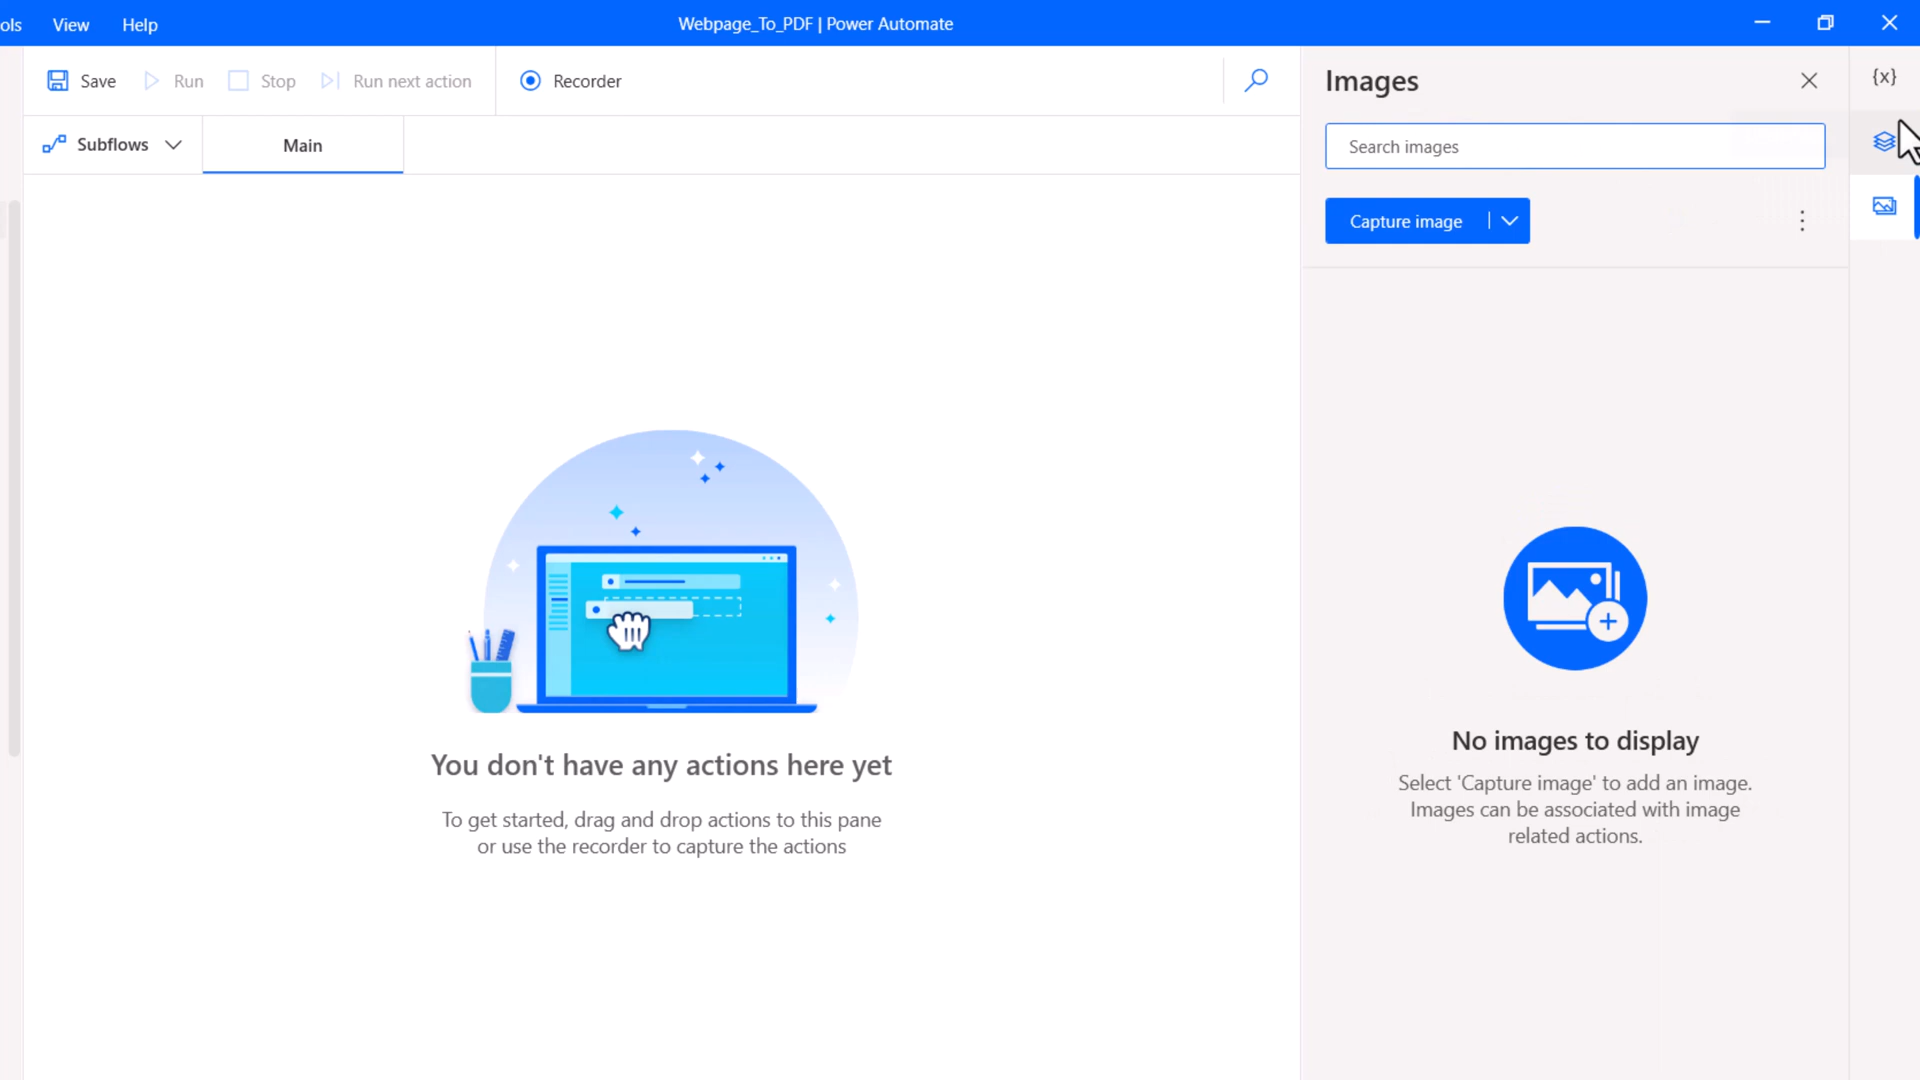 ols View Help Webpage_To_PDF | Power Automate
Save Run Stop Run next action Recorder
Subflows Main
You don't have any actions here yet
To get started, drag and drop actions to this pane
or use the recorder to capture the actions
Images
Search images
Capture image
No images to display
Select 'Capture image' to add an image.
Images can be associated with image
related actions.
{x}